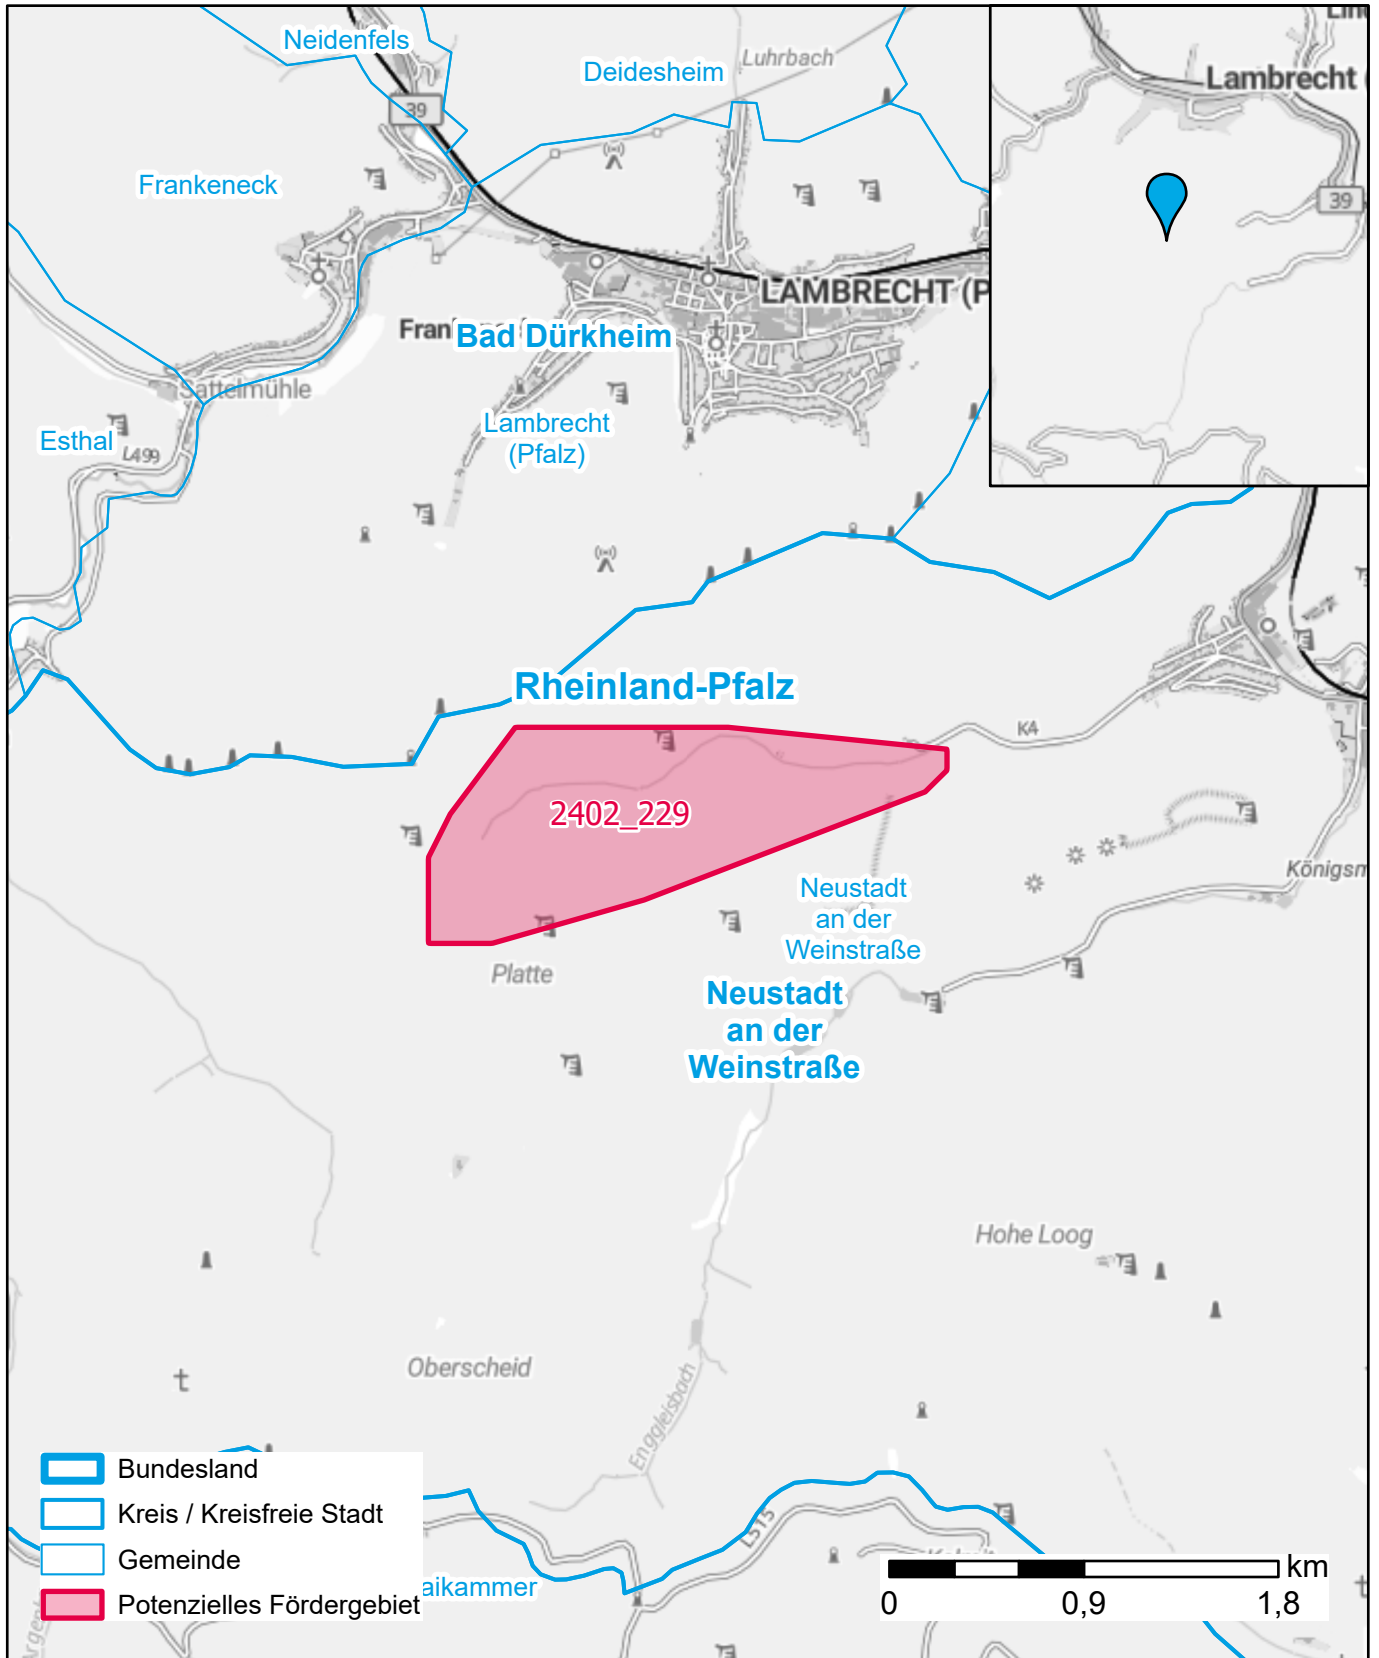 Neidenfels
Deidesheim
Luhrbach
39
Frankeneck
Lambrecht
39
LAMBRECHT (P
Bad Dürkheim
Sattelmühle
Lambrecht
(Pfalz)
Esthal
L499
Rheinland-Pfalz
K4
2402_229
Königsm
Neustadt
an der
Weinstraße
Platte
Neustadt
an der
Weinstraße
Hohe Loog
Oberscheid
Enggleisbach
L515
aikammer
Bundesland
Kreis / Kreisfreie Stadt
Gemeinde
Potenzielles Fördergebiet
km
0
0,9
1,8